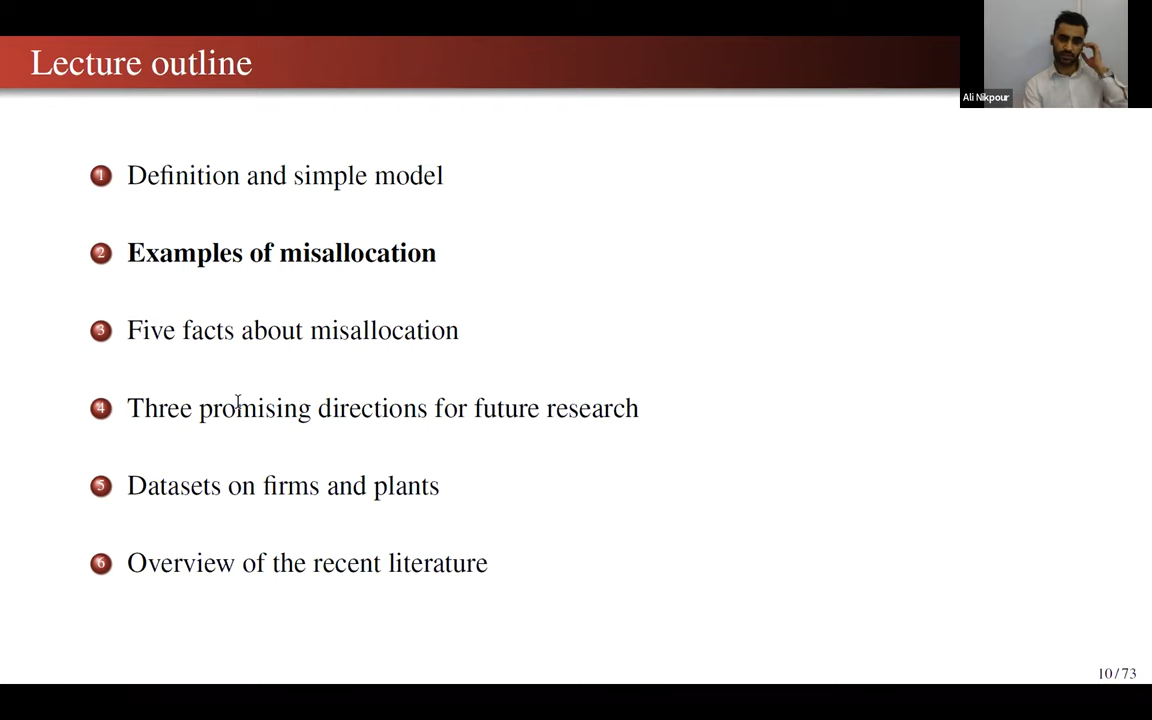 Lecture outline
Ali Nikpour
1 Definition and simple model
2 Examples of misallocation
3 Five facts about misallocation
4 Three promising directions for future research
5 Datasets on firms and plants
6 Overview of the recent literature
10 / 73